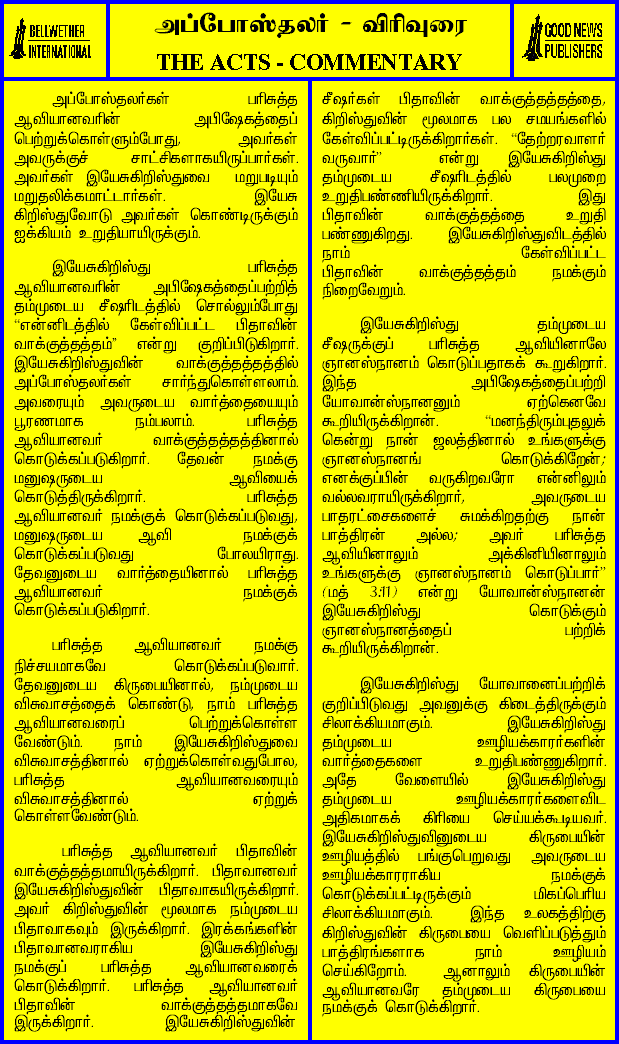 BELLWETHER
INTERNATIONAL
அப்போஸ்தலர் - விரிவுரை
THE ACTS - COMMENTARY
GOOD NEWS
PUBLISHERS
அப்போஸ்தலர்கள் பரிசுத்த
ஆவியானவரின் அபிஷேகத்தைப்
பெற்றுக்கொள்ளும்போது, அவர்கள்
அவருக்குச் சாட்சிகளாகயிருப்பார்கள்.
அவர்கள் இயேசுகிறிஸ்துவை மறுபடியும்
மறுதலிக்கமாட்டார்கள். இயேசு
கிறிஸ்துவோடு அவர்கள் கொண்டிருக்கும்
ஐக்கியம் உறுதியாயிருக்கும்.
இயேசுகிறிஸ்து பரிசுத்த
ஆவியானவரின் அபிஷேகத்தைப்பற்றித்
தம்முடைய சீஷரிடத்தில் சொல்லும்போது
“என்னிடத்தில் கேள்விப்பட்ட பிதாவின்
வாக்குத்தத்தம்” என்று குறிப்பிடுகிறார்.
இயேசுகிறிஸ்துவின் வாக்குத்தத்தத்தில்
அப்போஸ்தலர்கள் சார்ந்துகொள்ளலாம்.
அவரையும் அவருடைய வார்த்தையையும்
பூரணமாக நம்பலாம். பரிசுத்த
ஆவியானவர் வாக்குத்தத்தத்தினால்
கொடுக்கப்படுகிறார். தேவன் நமக்கு
மனுஷருடைய ஆவியைக்
கொடுத்திருக்கிறார். பரிசுத்த
ஆவியானவர் நமக்குக் கொடுக்கப்படுவது,
மனுஷருடைய ஆவி நமக்குக்
கொடுக்கப்படுவது போலயிராது.
தேவனுடைய வார்த்தையினால் பரிசுத்த
ஆவியானவர் நமக்குக்
கொடுக்கப்படுகிறார்.
பரிசுத்த ஆவியானவர் நமக்கு
நிச்சயமாகவே கொடுக்கப்படுவார்.
தேவனுடைய கிருபையினால், நம்முடைய
விசுவாசத்தைக் கொண்டு, நாம் பரிசுத்த
ஆவியானவரைப் பெற்றுக்கொள்ள
வேண்டும். நாம் இயேசுகிறிஸ்துவை
விசுவாசத்தினால் ஏற்றுக்கொள்வதுபோல,
பரிசுத்த ஆவியானவரையும்
விசுவாசத்தினால் ஏற்றுக்
கொள்ளவேண்டும்.
பரிசுத்த ஆவியானவர் பிதாவின்
வாக்குத்தத்தமாயிருக்கிறார். பிதாவானவர்
இயேசுகிறிஸ்துவின் பிதாவாகயிருக்கிறார்.
அவர் கிறிஸ்துவின் மூலமாக நம்முடைய
பிதாவாகவும் இருக்கிறார். இரக்கங்களின்
பிதாவானவராகிய இயேசுகிறிஸ்து
நமக்குப் பரிசுத்த ஆவியானவரைக்
கொடுக்கிறார். பரிசுத்த ஆவியானவர்
பிதாவின் வாக்குத்தத்தமாகவே
இருக்கிறார். இயேசுகிறிஸ்துவின்
சீஷர்கள் பிதாவின் வாக்குத்தத்தத்தை,
கிறிஸ்துவின் மூலமாக பல சமயங்களில்
கேள்விப்பட்டிருக்கிறார்கள். “தேற்றரவாளர்
வருவார்” என்று இயேசுகிறிஸ்து
தம்முடைய சீஷரிடத்தில் பலமுறை
உறுதிபண்ணியிருக்கிறார். இது
பிதாவின் வாக்குத்தத்தை உறுதி
பண்ணுகிறது. இயேசுகிறிஸ்துவிடத்தில்
நாம் கேள்விப்பட்ட
பிதாவின் வாக்குத்தத்தம் நமக்கும்
நிறைவேறும்.
இயேசுகிறிஸ்து தம்முடைய
சீஷருக்குப் பரிசுத்த ஆவியினாலே
ஞானஸ்நானம் கொடுப்பதாகக் கூறுகிறார்.
இந்த அபிஷேகத்தைப்பற்றி
யோவான்ஸ்நானனும் ஏற்கெனவே
கூறியிருக்கிறான். “மனந்திரும்புதலுக்
கென்று நான் ஜலத்தினால் உங்களுக்கு
ஞானஸ்நானங் கொடுக்கிறேன்;
எனக்குப்பின் வருகிறவரோ என்னிலும்
வல்லவராயிருக்கிறார், அவருடைய
பாதரட்சைகளைச் சுமக்கிறதற்கு நான்
பாத்திரன் அல்ல; அவர் பரிசுத்த
ஆவியினாலும் அக்கினியினாலும்
உங்களுக்கு ஞானஸ்நானம் கொடுப்பார்”
(மத் 3:11) என்று யோவான்ஸ்நானன்
இயேசுகிறிஸ்து கொடுக்கும்
ஞானஸ்நானத்தைப் பற்றிக்
கூறியிருக்கிறான்.
இயேசுகிறிஸ்து யோவானைப்பற்றிக்
குறிப்பிடுவது அவனுக்கு கிடைத்திருக்கும்
சிலாக்கியமாகும். இயேசுகிறிஸ்து
தம்முடைய ஊழியக்காரர்களின்
வார்த்தைகளை உறுதிபண்ணுகிறார்.
அதே வேளையில் இயேசுகிறிஸ்து
தம்முடைய ஊழியக்காரர்களைவிட
அதிகமாகக் கிரியை செய்யக்கூடியவர்.
இயேசுகிறிஸ்துவினுடைய கிருபையின்
ஊழியத்தில் பங்குபெறுவது அவருடைய
ஊழியக்காரராகிய நமக்குக்
கொடுக்கப்பட்டிருக்கும் மிகப்பெரிய
சிலாக்கியமாகும். இந்த உலகத்திற்கு
கிறிஸ்துவின் கிருபையை வெளிப்படுத்தும்
பாத்திரங்களாக நாம் ஊழியம்
செய்கிறோம். ஆனாலும் கிருபையின்
ஆவியானவரே தம்முடைய கிருபையை
நமக்குக் கொடுக்கிறார்.